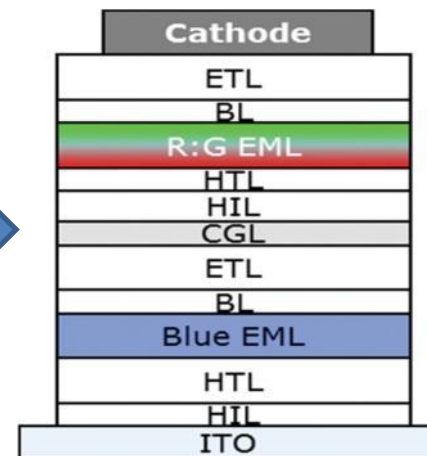 Cathode
ETL
BL
R:G EML
HTL
HIL
CGL
ETL
BL
Blue EML
HTL
HIL
ITO